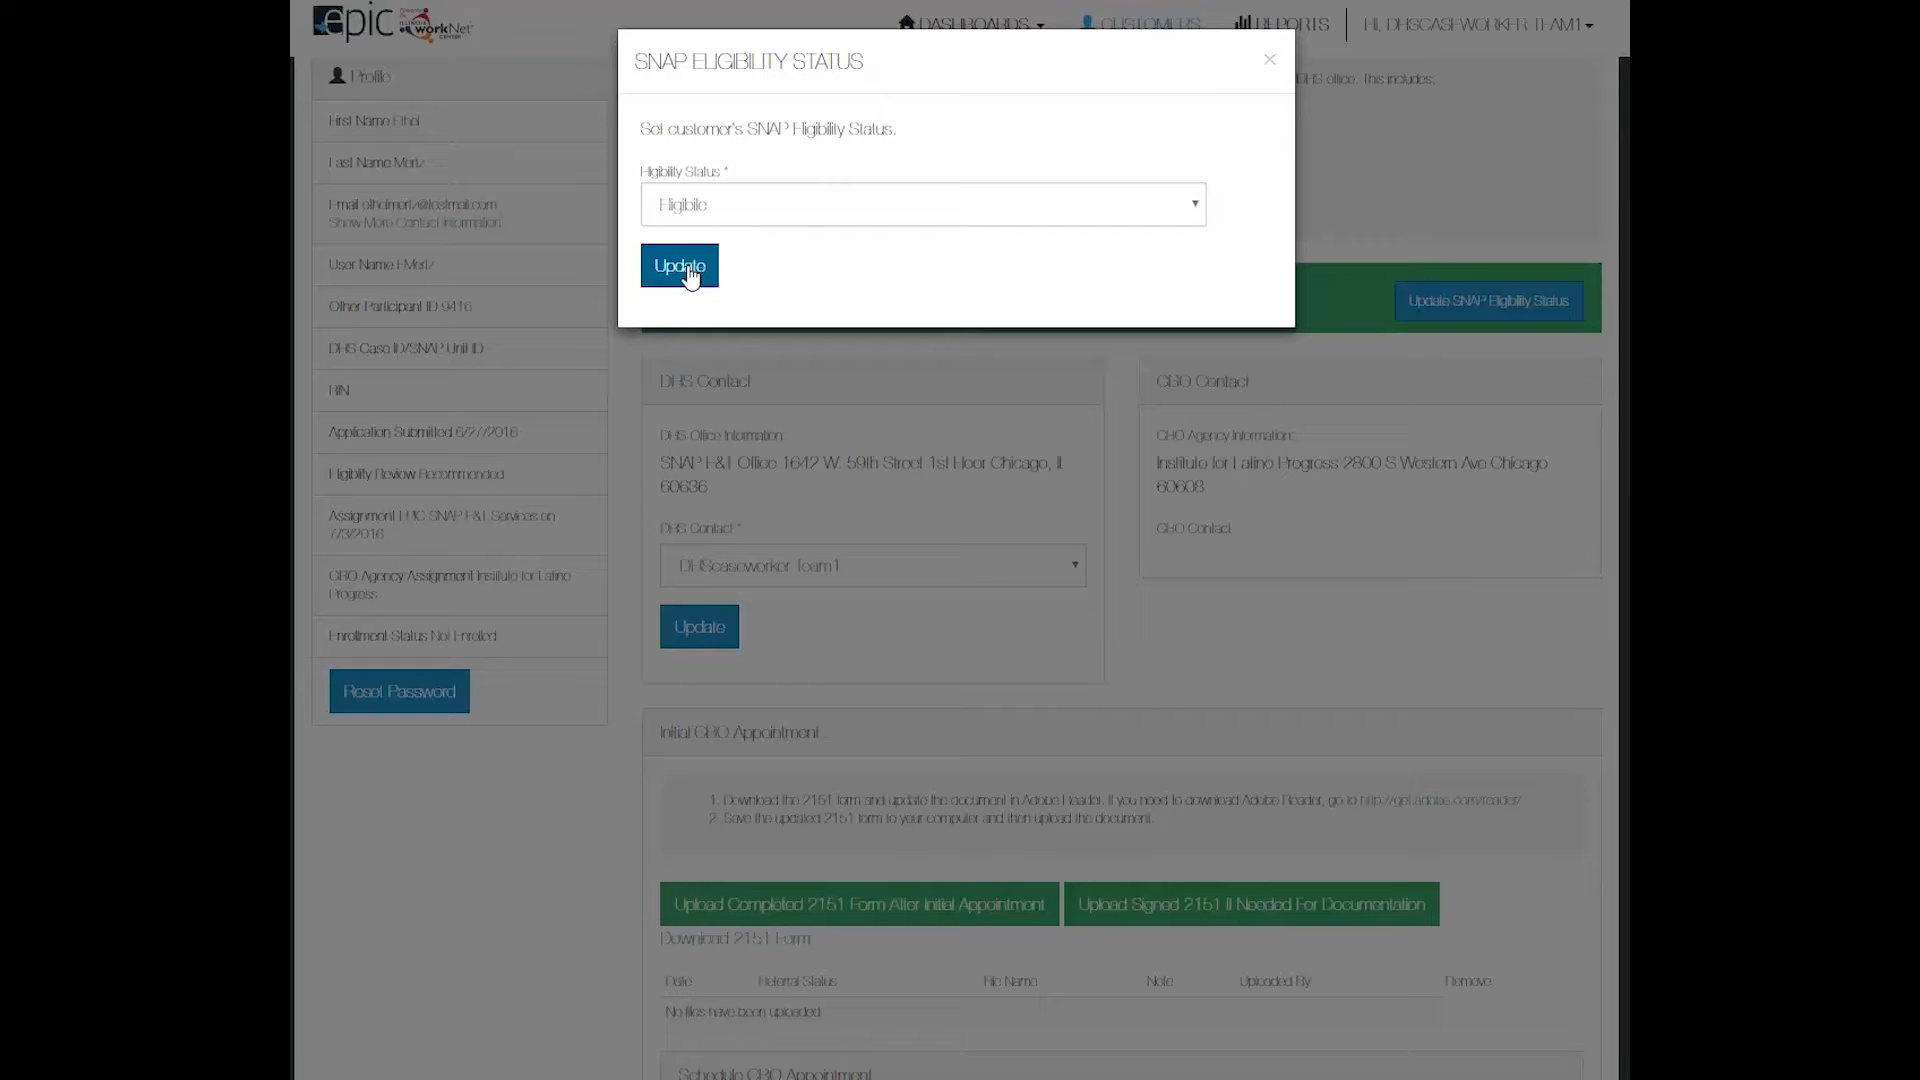 epic
workNet
DASHBOARDS
CUSTOMERS
REPORTS
HI, DHSCASEWORKER TEAM1
SNAP ELIGIBILITY STATUS
×
Set customer's SNAP Eligibility Status.
Eligibility Status *
Eligibile
Update
DHS office. This includes:
Update SNAP Eligibility Status
Profile
First Name Ethel
Last Name Mertz
Email ethelmertz@testmail.com
Show More Contact Information
User Name EMertz
Other Participant ID 9416
DHS Case ID/SNAP Unit ID
RIN
Application Submitted 6/27/2016
Eligiblity Review Recommended
Assignment EPIC SNAP E&T Services on
7/3/2016
CBO Agency Assignment Institute for Latino
Progress
Enrollment Status Not Enrolled
Reset Password
DHS Contact
DHS Office Information:
SNAP E&T Office 1642 W. 59th Street 1st Floor Chicago, IL
60636
DHS Contact *
DHScaseworker Team1
Update
CBO Contact
CBO Agency Information:
Institute for Latino Progress 2800 S Western Ave Chicago
60608
CBO Contact
Initial CBO Appointment
1. Download the 2151 form and update the document in Adobe Reader. If you need to download Adobe Reader, go to http://get.adobe.com/reader/
2. Save the updated 2151 form to your computer and then upload the document.
Upload Completed 2151 Form After Initial Appointment
Upload Signed 2151 If Needed For Documentation
Download 2151 Form
Date Referral Status File Name Note Uploaded By Remove
No files have been uploaded
Schedule CBO Appointment